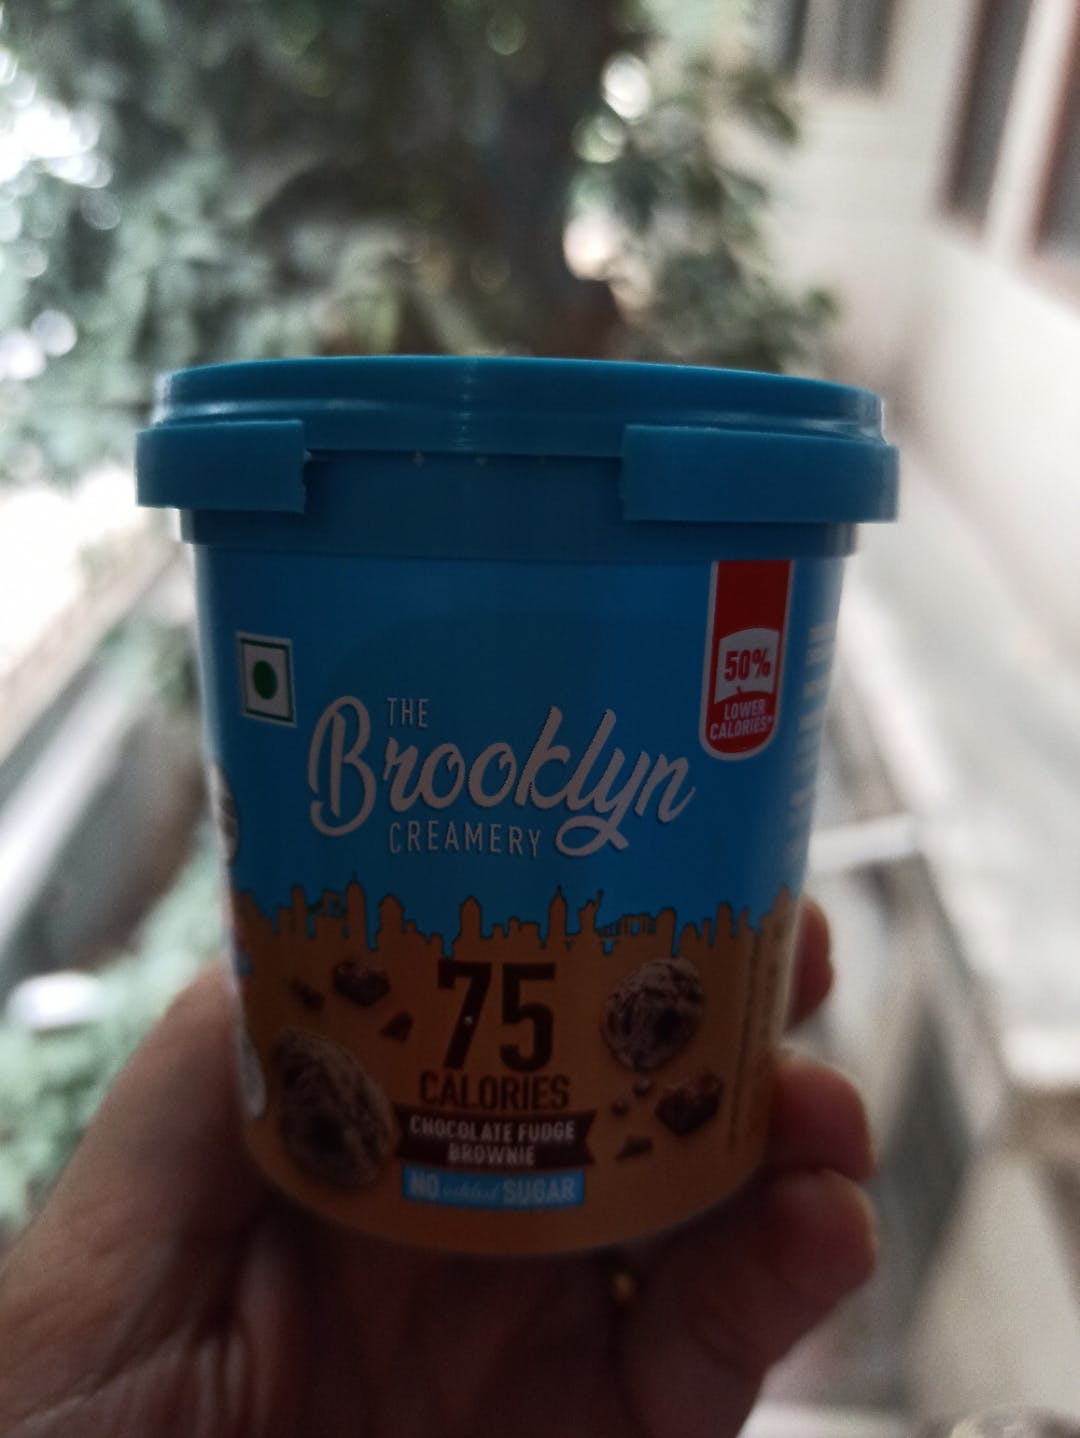 50%
LOWER
CALORIES*
THE
Brooklyn
CREAMERY
75
CALORIES
CHOCOLATE FUDGE
BROWNIE
NO added SUGAR